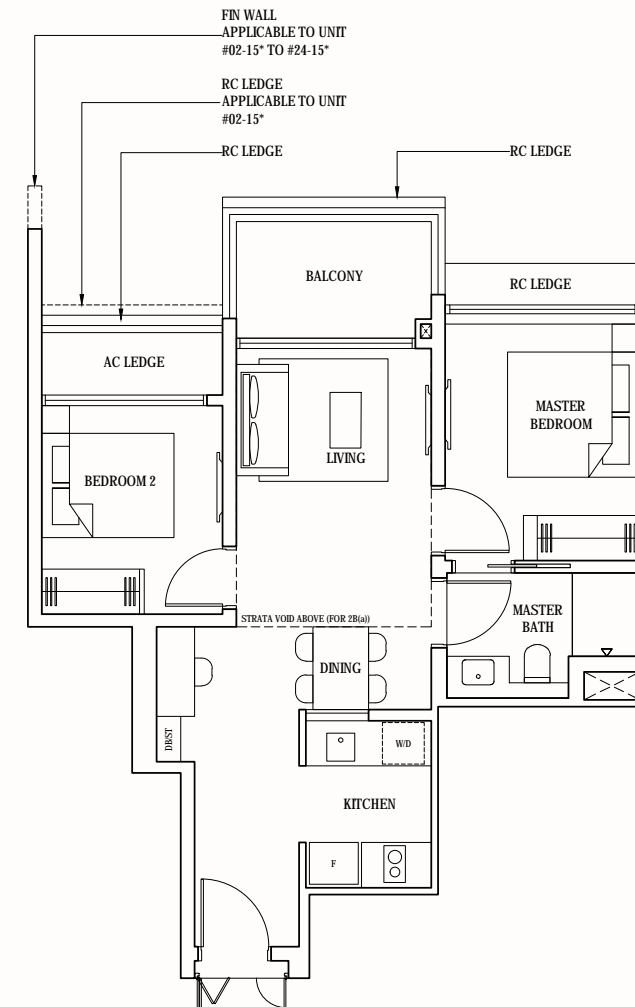 FIN WALL
APPLICABLE TO UNIT
#02-15* TO #24-15*
RC LEDGE
APPLICABLE TO UNIT
#02-15*
RC LEDGE
RC LEDGE
BALCONY
RC LEDGE
AC LEDGE
MASTER
BEDROOM
LIVING
BEDROOM 2
STRATA VOID ABOVE (FOR 2B(a))
MASTER
BATH
DINING
DB/ST
W/D
KITCHEN
F